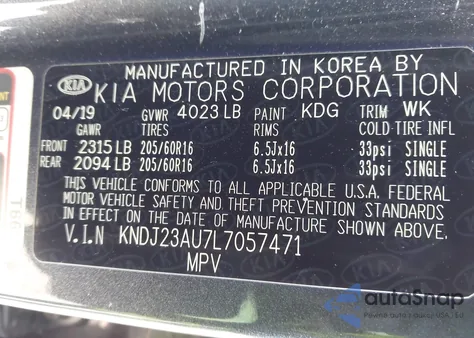 MANUFACTURED IN KOREA BY
KIA KIA MOTORS CORPORATION
04/19 GVWR 4023 LB PAINT KDG TRIM WK
GAWR TIRES RIMS COLD TIRE INFL
FRONT 2315 LB 205/60R16 6.5Jx16 33psi SINGLE
REAR 2094 LB 205/60R16 6.5Jx16 33psi SINGLE
THIS VEHICLE CONFORMS TO ALL APPLICABLE U.S.A. FEDERAL
MOTOR VEHICLE SAFETY AND THEFT PREVENTION STANDARDS
IN EFFECT ON THE DATE OF MANUFACTURE SHOWN ABOVE.
V.I.N KNDJ23AU7L7057471
MPV
autoSnap